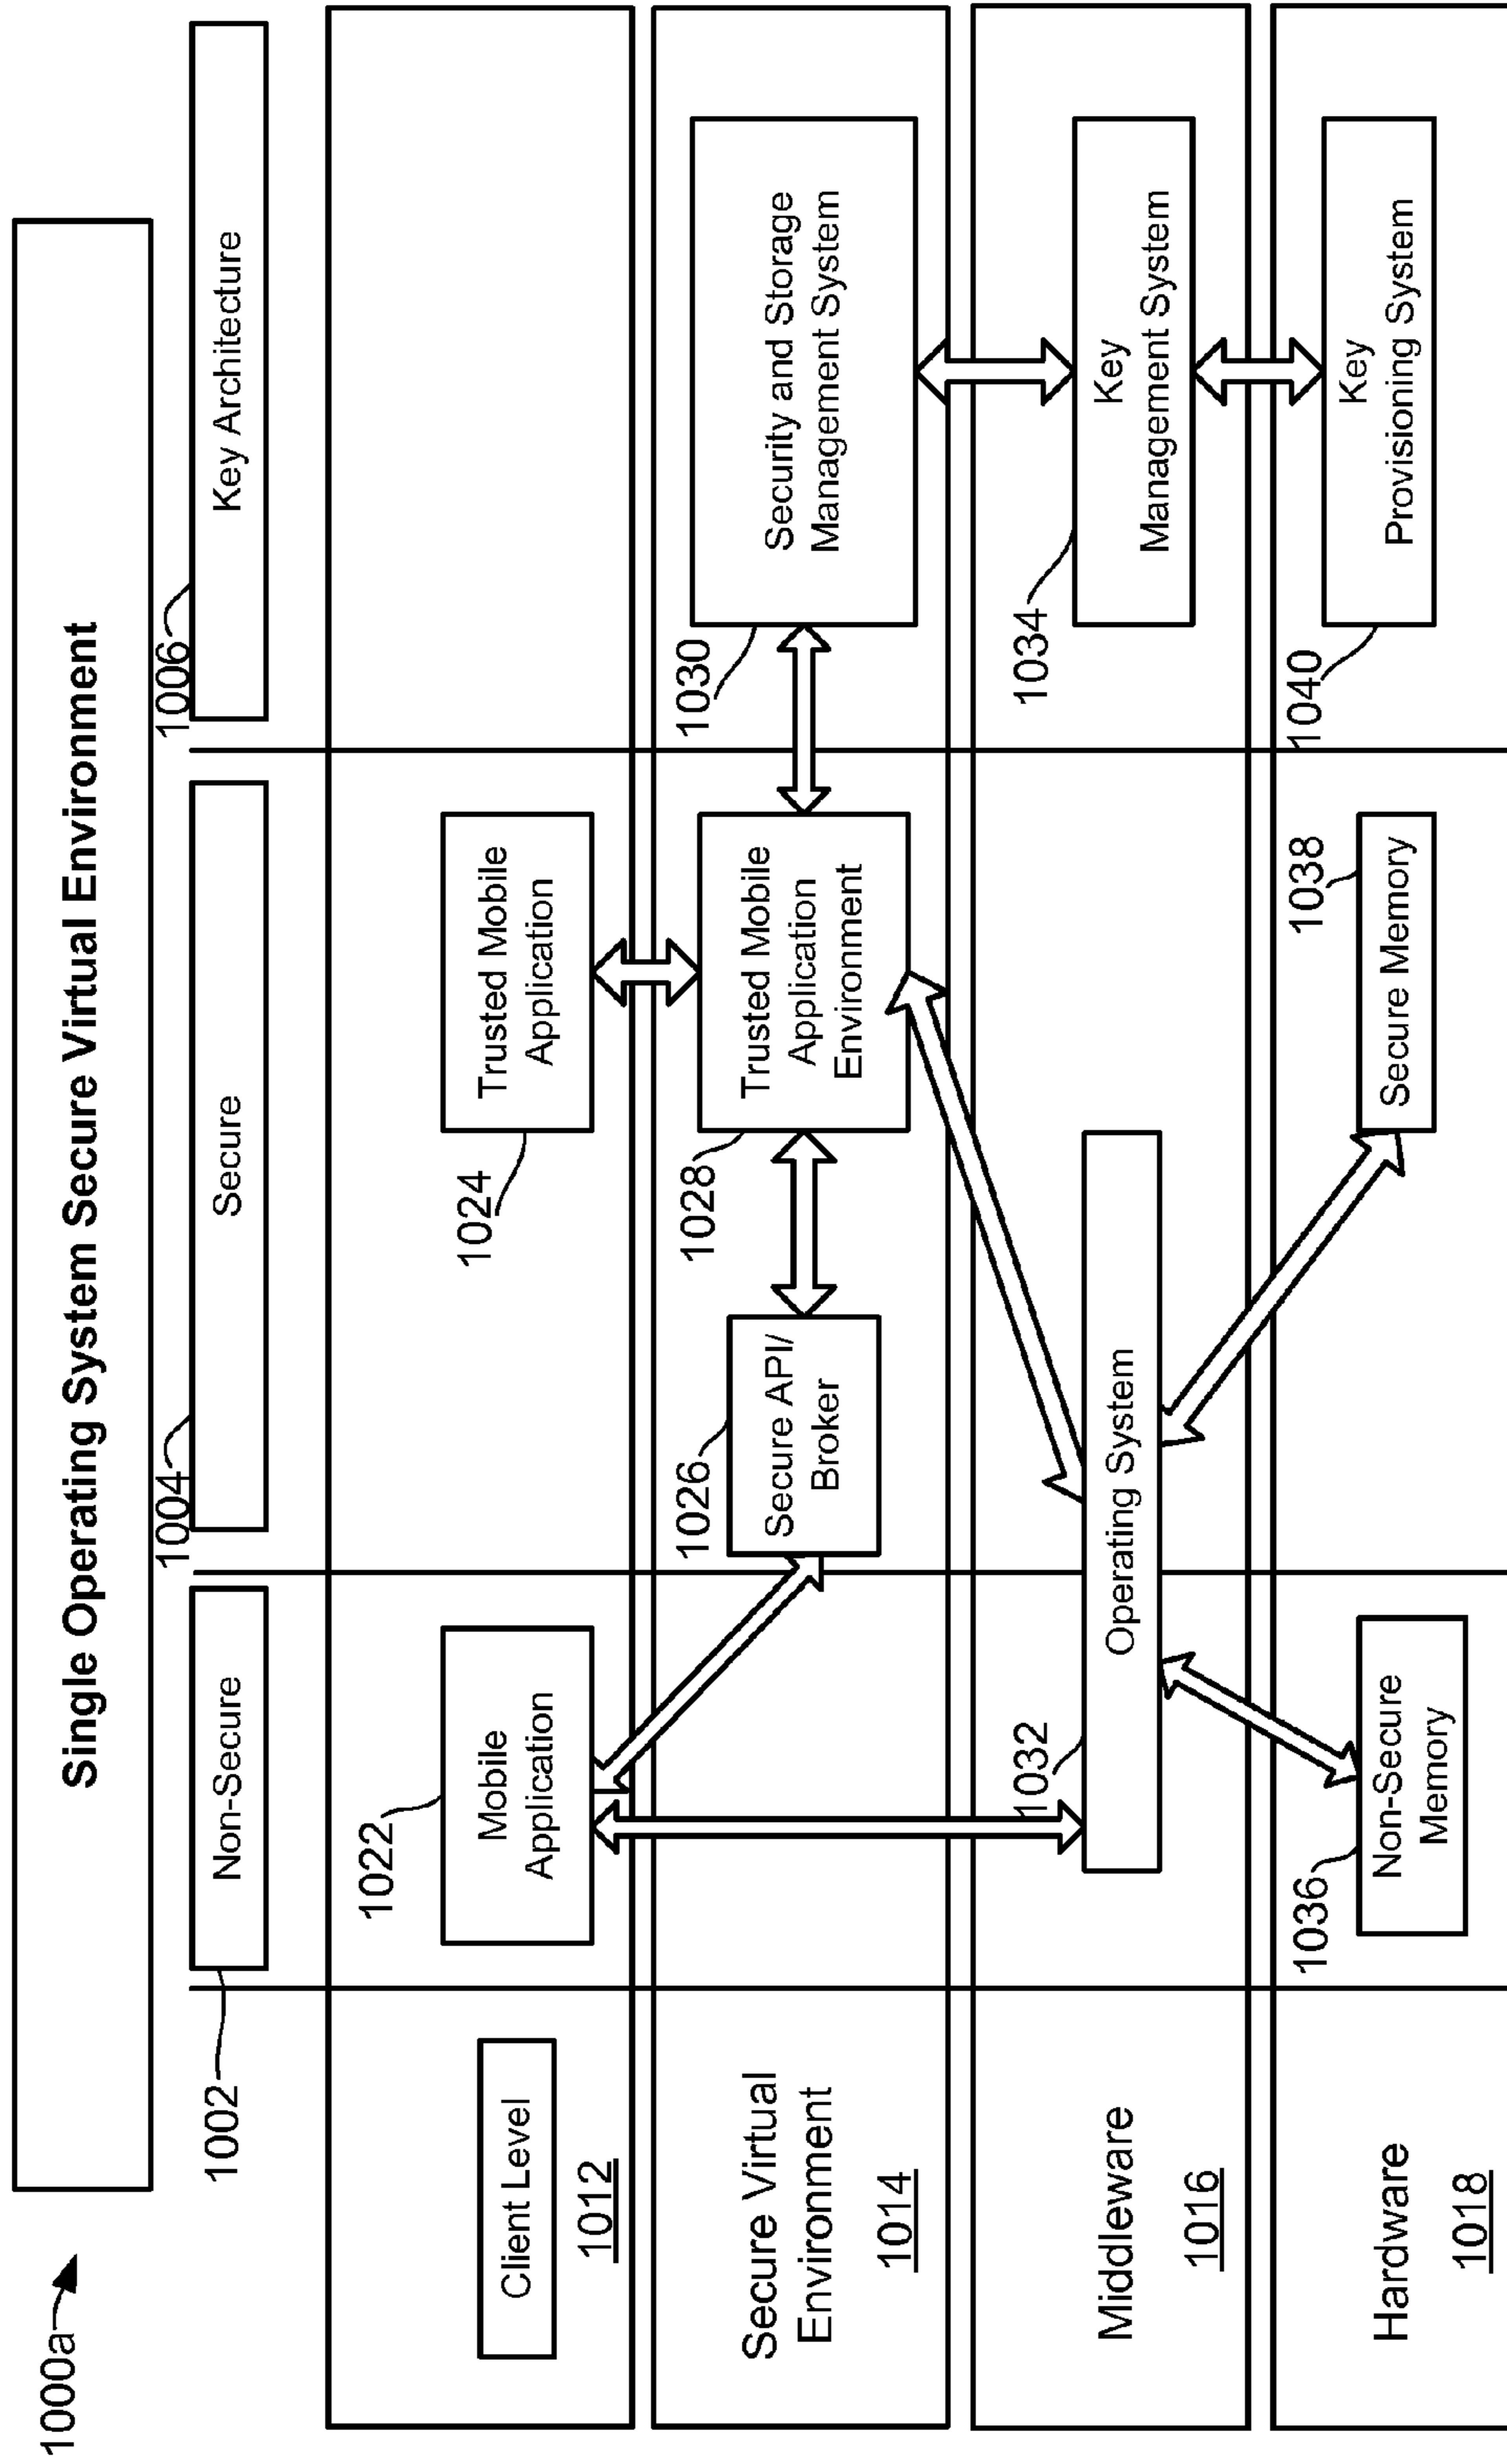 1000a
Single Operating System Secure Virtual Environment
1002
Non-Secure
1004
Secure
1006
Key Architecture
Client Level
1012
1022
Mobile
Application
1024
Trusted Mobile
Application
Secure Virtual
Environment
1014
1026
Secure API/
Broker
1028
Trusted Mobile
Application
Environment
1030
Security and Storage
Management System
Middleware
1016
1032
Operating System
1034
Key
Management System
Hardware
1018
1036
Non-Secure
Memory
1038
Secure Memory
1040
Key
Provisioning System